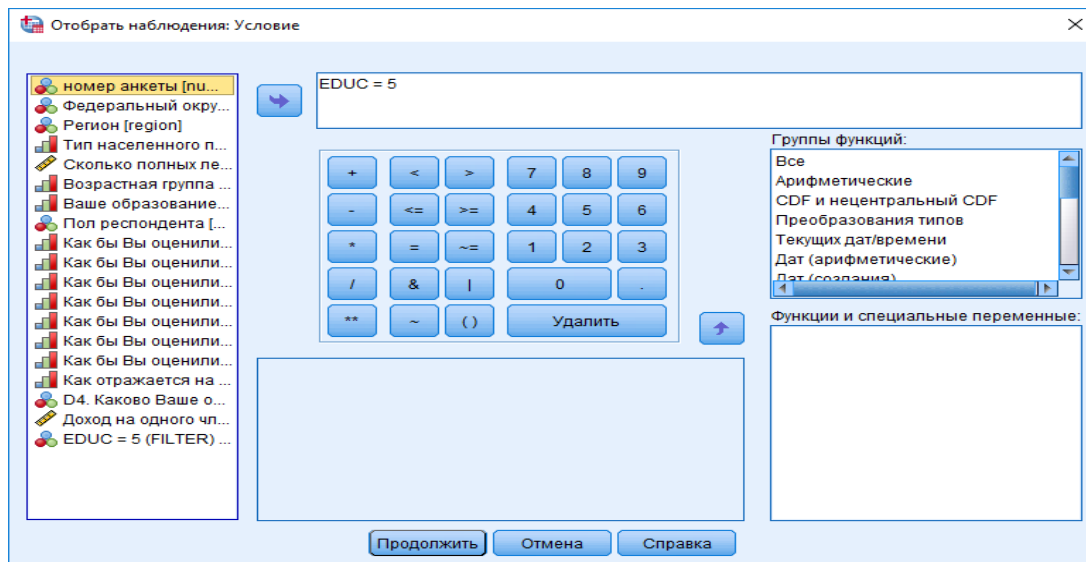 Отобрать наблюдения: Условие
номер анкеты [nu...
Федеральный окру...
Регион [region]
Тип населенного п...
Сколько полных ле...
Возрастная группа ...
Ваше образование...
Пол респондента [...
Как бы Вы оценили...
Как бы Вы оценили...
Как бы Вы оценили...
Как бы Вы оценили...
Как бы Вы оценили...
Как бы Вы оценили...
Как бы Вы оценили...
Как отражается на ...
D4. Каково Ваше о...
Доход на одного чл...
EDUC = 5 (FILTER) ...
EDUC = 5
+ < > 7 8 9
- <= >= 4 5 6
* = ~= 1 2 3
/ & | 0 .
** ~ ( ) Удалить
Группы функций:
Все
Арифметические
CDF и нецентральный CDF
Преобразования типов
Текущих дат/времени
Дат (арифметические)
Дат (создания)
Функции и специальные переменные:
Продолжить Отмена Справка